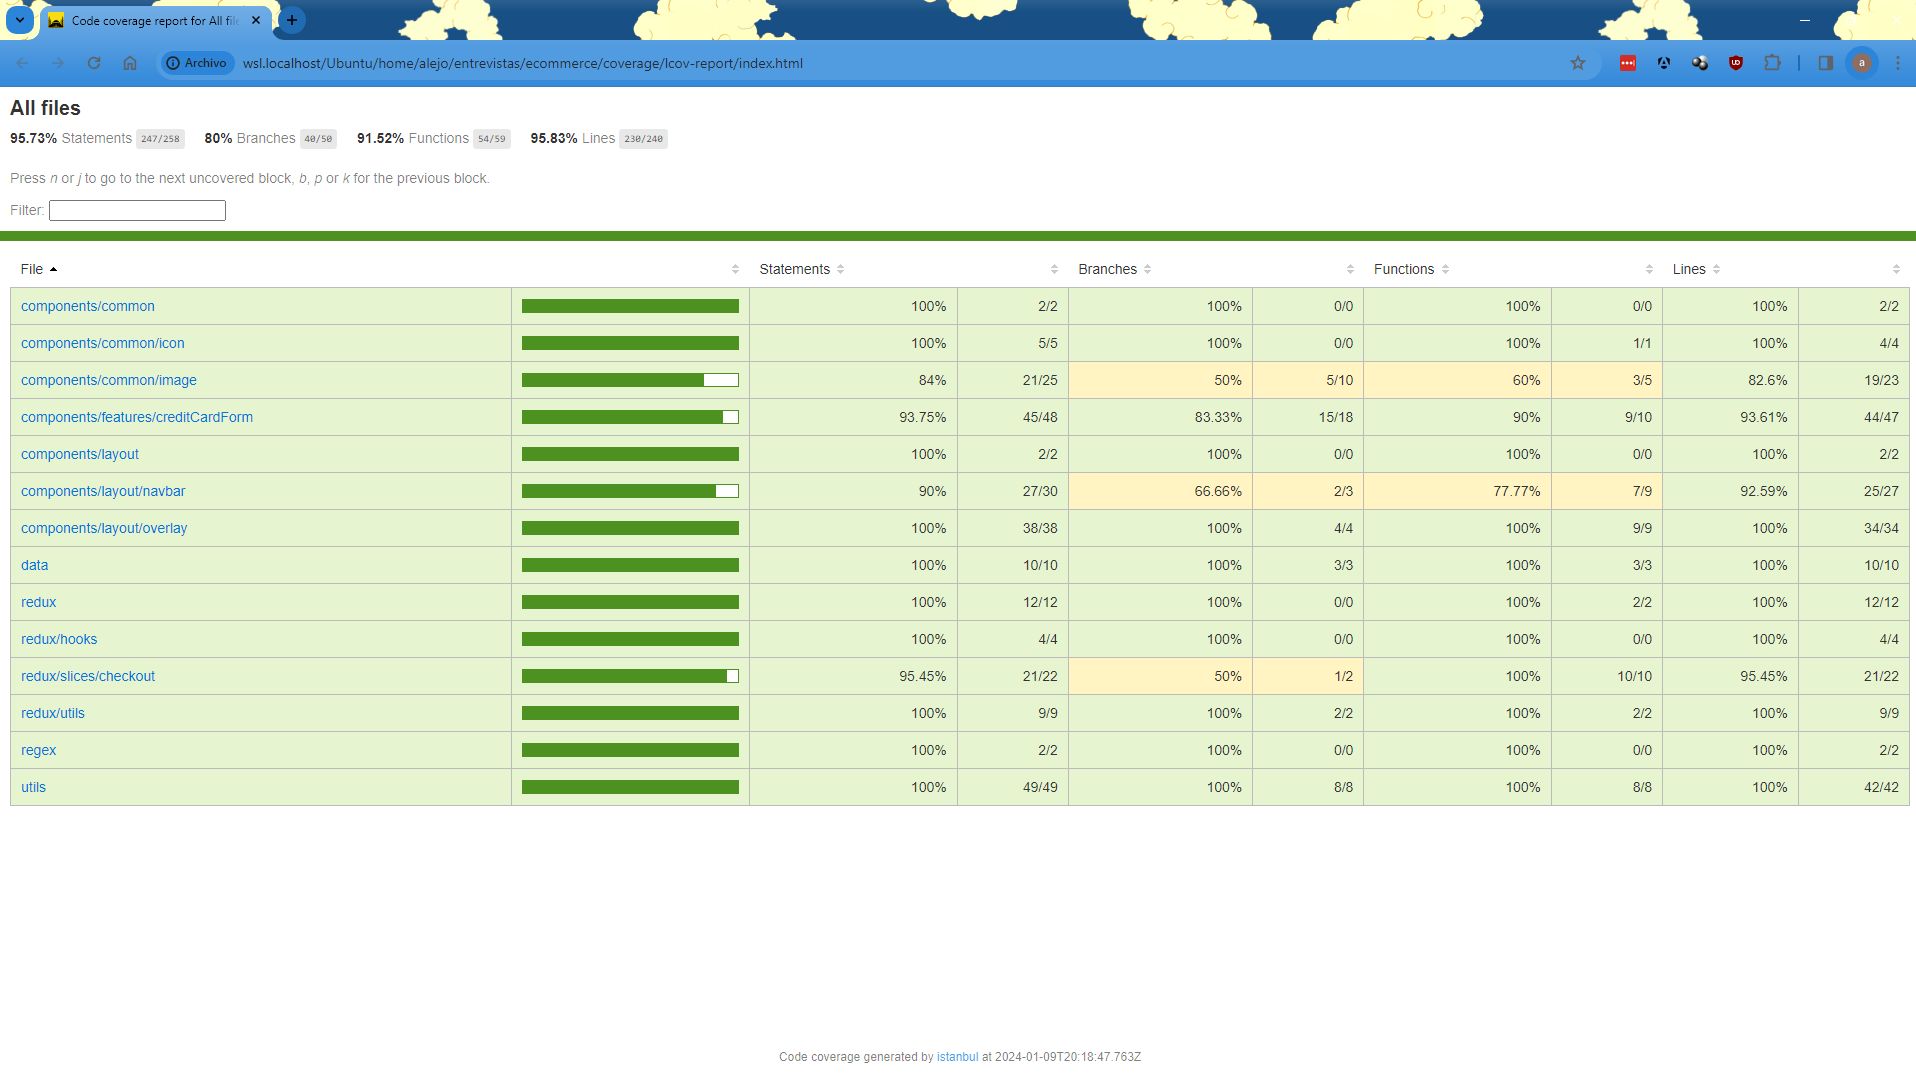 Code coverage report for All file
Archivo wsl.localhost/Ubuntu/home/alejo/entrevistas/ecommerce/coverage/lcov-report/index.html a
All files
95.73% Statements 247/258 80% Branches 40/50 91.52% Functions 54/59 95.83% Lines 230/240
Press n or j to go to the next uncovered block, b, p or k for the previous block.
Filter:
File Statements Branches Functions Lines
components/common 100% 2/2 100% 0/0 100% 0/0 100% 2/2
components/common/icon 100% 5/5 100% 0/0 100% 1/1 100% 4/4
components/common/image 84% 21/25 50% 5/10 60% 3/5 82.6% 19/23
components/features/creditCardForm 93.75% 45/48 83.33% 15/18 90% 9/10 93.61% 44/47
components/layout 100% 2/2 100% 0/0 100% 0/0 100% 2/2
components/layout/navbar 90% 27/30 66.66% 2/3 77.77% 7/9 92.59% 25/27
components/layout/overlay 100% 38/38 100% 4/4 100% 9/9 100% 34/34
data 100% 10/10 100% 3/3 100% 3/3 100% 10/10
redux 100% 12/12 100% 0/0 100% 2/2 100% 12/12
redux/hooks 100% 4/4 100% 0/0 100% 0/0 100% 4/4
redux/slices/checkout 95.45% 21/22 50% 1/2 100% 10/10 95.45% 21/22
redux/utils 100% 9/9 100% 2/2 100% 2/2 100% 9/9
regex 100% 2/2 100% 0/0 100% 0/0 100% 2/2
utils 100% 49/49 100% 8/8 100% 8/8 100% 42/42
Code coverage generated by istanbul at 2024-01-09T20:18:47.763Z